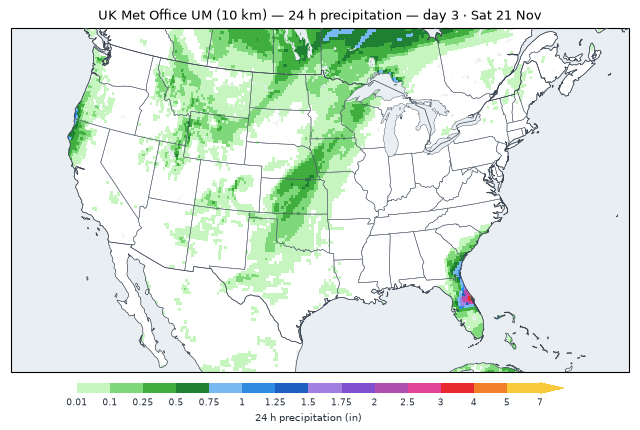 UK Met Office UM (10 km) — 24 h precipitation — day 3 · Sat 21 Nov
0.01 0.1 0.25 0.5 0.75 1 1.25 1.5 1.75 2 2.5 3 4 5 7
24 h precipitation (in)